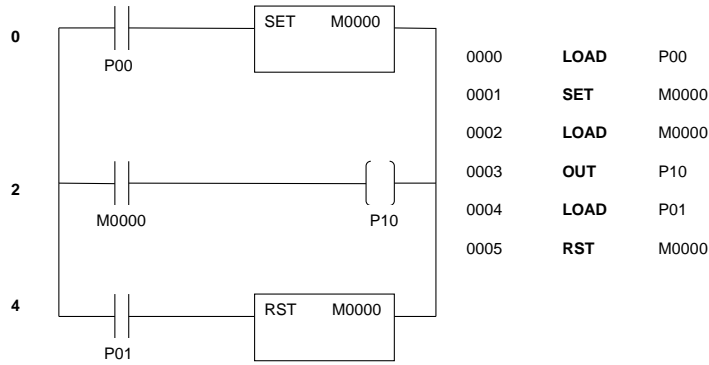 0
SET M0000
P00
2
M0000
P10
4
RST M0000
P01
0000 LOAD P00
0001 SET M0000
0002 LOAD M0000
0003 OUT P10
0004 LOAD P01
0005 RST M0000